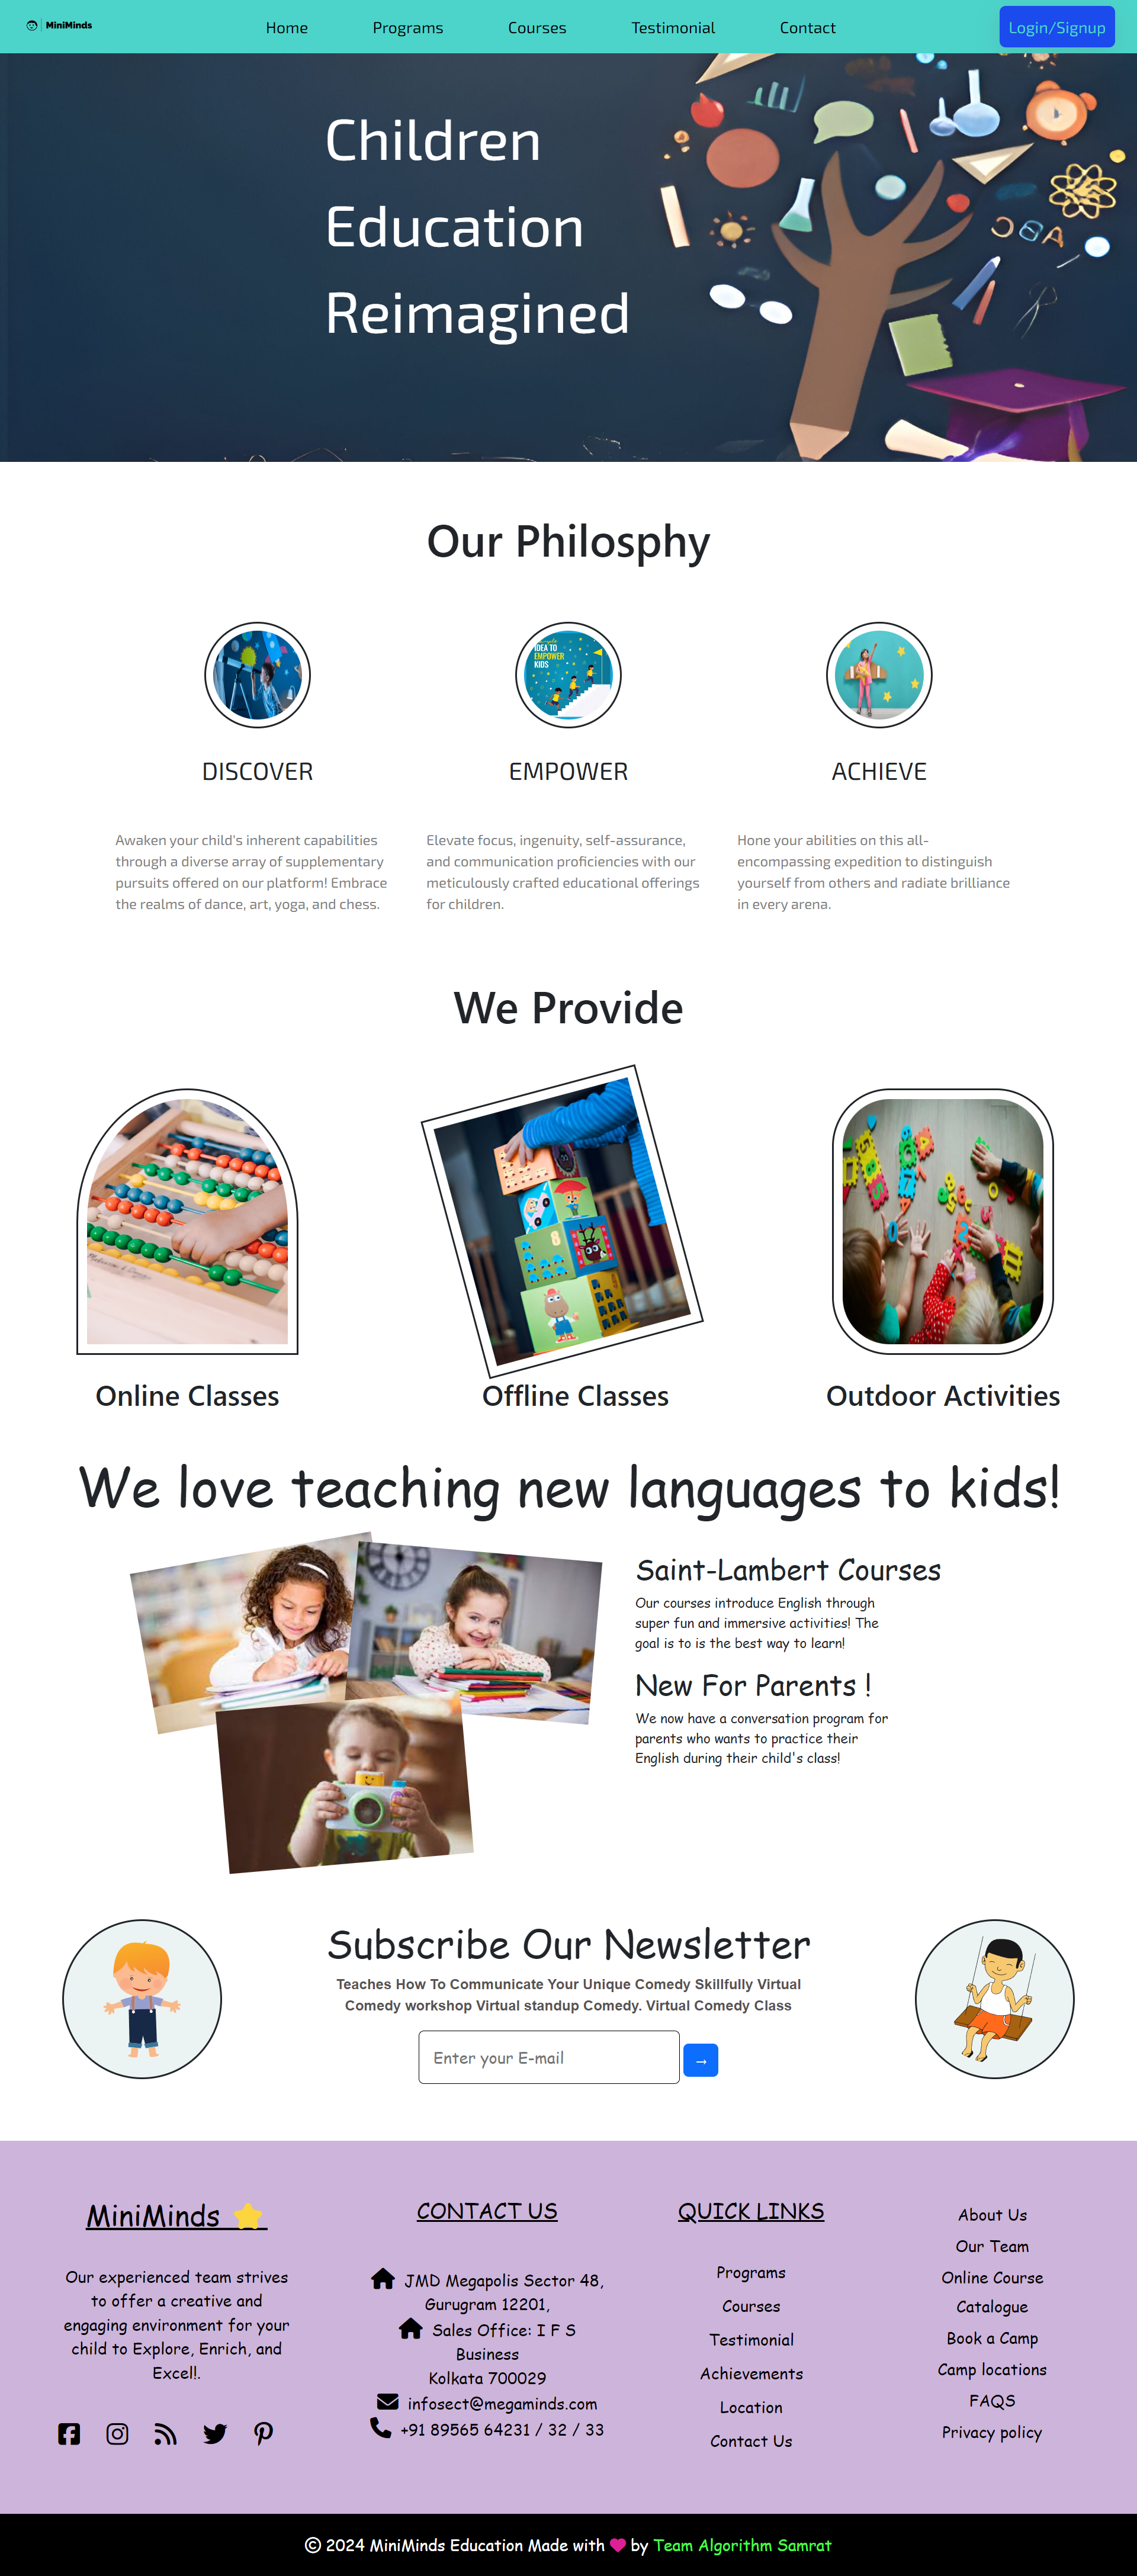 MiniMinds
Home
Programs
Courses
Testimonial
Contact
Login/Signup
Children
Education
Reimagined
ABC
Our Philosphy
IDEA TO
EMPOWER
KIDS
DISCOVER
EMPOWER
ACHIEVE
Awaken your child's inherent capabilities
through a diverse array of supplementary
pursuits offered on our platform! Embrace
the realms of dance, art, yoga, and chess.
Elevate focus, ingenuity, self-assurance,
and communication proficiencies with our
meticulously crafted educational offerings
for children.
Hone your abilities on this all-
encompassing expedition to distinguish
yourself from others and radiate brilliance
in every arena.
We Provide
8
Online Classes
Offline Classes
Outdoor Activities
We love teaching new languages to kids!
Saint-Lambert Courses
Our courses introduce English through
super fun and immersive activities! The
goal is to is the best way to learn!
New For Parents !
We now have a conversation program for
parents who wants to practice their
English during their child's class!
Subscribe Our Newsletter
Teaches How To Communicate Your Unique Comedy Skillfully Virtual
Comedy workshop Virtual standup Comedy. Virtual Comedy Class
Enter your E-mail
→
MiniMinds
Our experienced team strives
to offer a creative and
engaging environment for your
child to Explore, Enrich, and
Excel!.
CONTACT US
JMD Megapolis Sector 48,
Gurugram 12201,
Sales Office: I F S
Business
Kolkata 700029
infosect@megaminds.com
+91 89565 64231 / 32 / 33
QUICK LINKS
Programs
Courses
Testimonial
Achievements
Location
Contact Us
About Us
Our Team
Online Course
Catalogue
Book a Camp
Camp locations
FAQS
Privacy policy
© 2024 MiniMinds Education Made with ♥ by Team Algorithm Samrat